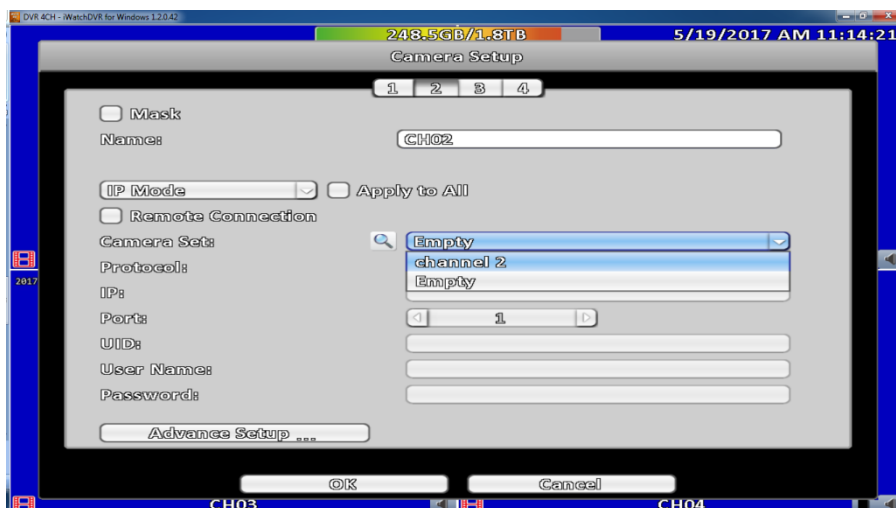 DVR 4CH - iWatchDVR for Windows 1.2.0.42
248.5GB/1.8TB 5/19/2017 AM 11:14:21
Camera Setup
1 2 3 4
Mask
Name: CH02
IP Mode Apply to All
Remote Connection
Camera Set: Empty
channel 2
Protocol:
Empty
2017
IP:
Port: 1
UID:
User Name:
Password:
Advance Setup ...
OK Cancel
CH03 CH04